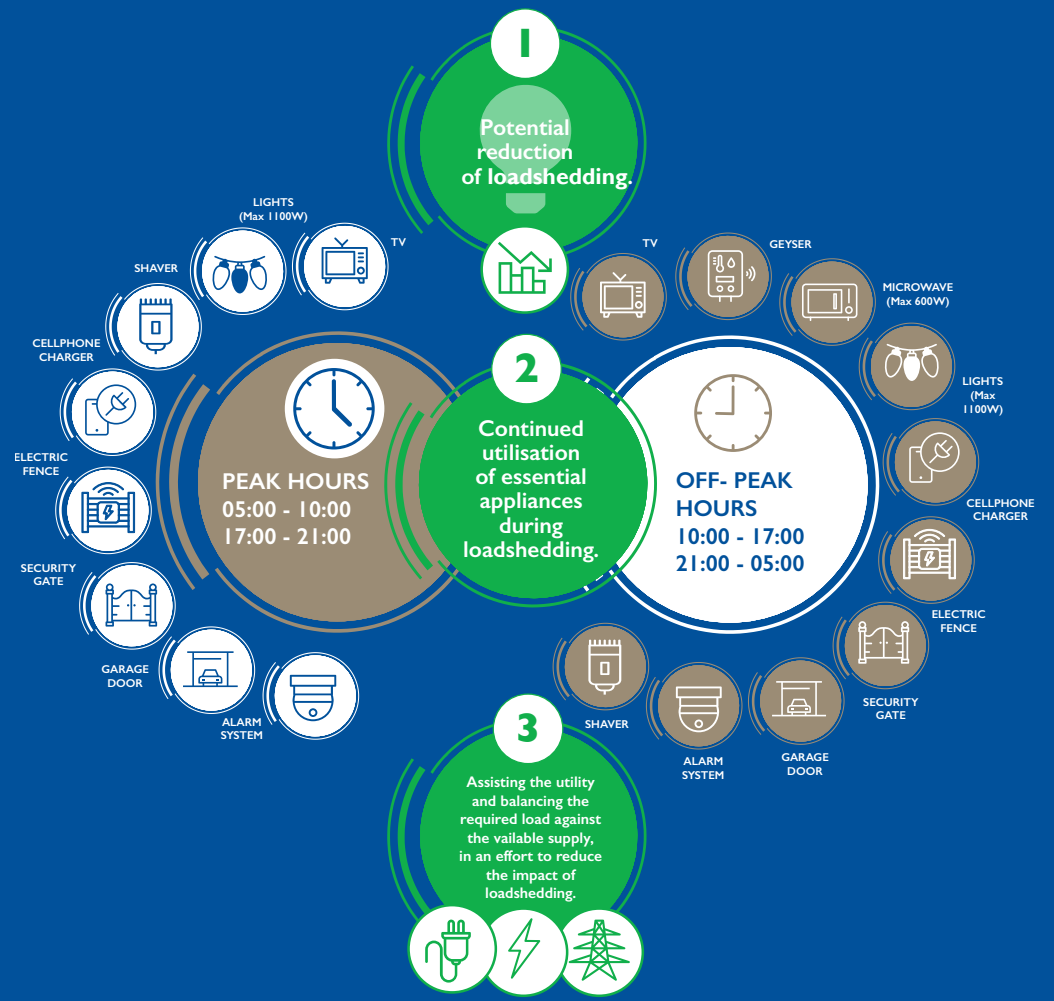 1
Potential
reduction
of loadshedding.
LIGHTS
(Max 1100W)
TV
SHAVER
CELLPHONE
CHARGER
ELECTRIC
FENCE
SECURITY
GATE
GARAGE
DOOR
ALARM
SYSTEM
PEAK HOURS
05:00 - 10:00
17:00 - 21:00
2
Continued
utilisation
of essential
appliances
during
loadshedding.
TV
GEYSER
MICROWAVE
(Max 600W)
LIGHTS
(Max
1100W)
CELLPHONE
CHARGER
ELECTRIC
FENCE
SECURITY
GATE
GARAGE
DOOR
ALARM
SYSTEM
SHAVER
OFF- PEAK
HOURS
10:00 - 17:00
21:00 - 05:00
3
Assisting the utility
and balancing the
required load against
the vailable supply,
in an effort to reduce
the impact of
loadshedding.